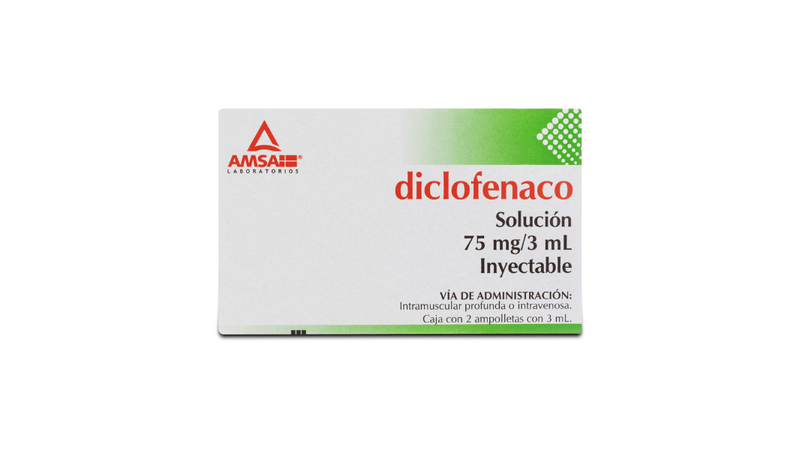 AMSA®
LABORATORIOS
diclofenaco
Solución
75 mg/3 mL
Inyectable
VÍA DE ADMINISTRACIÓN:
Intramuscular profunda o intravenosa.
Caja con 2 ampolletas con 3 mL.